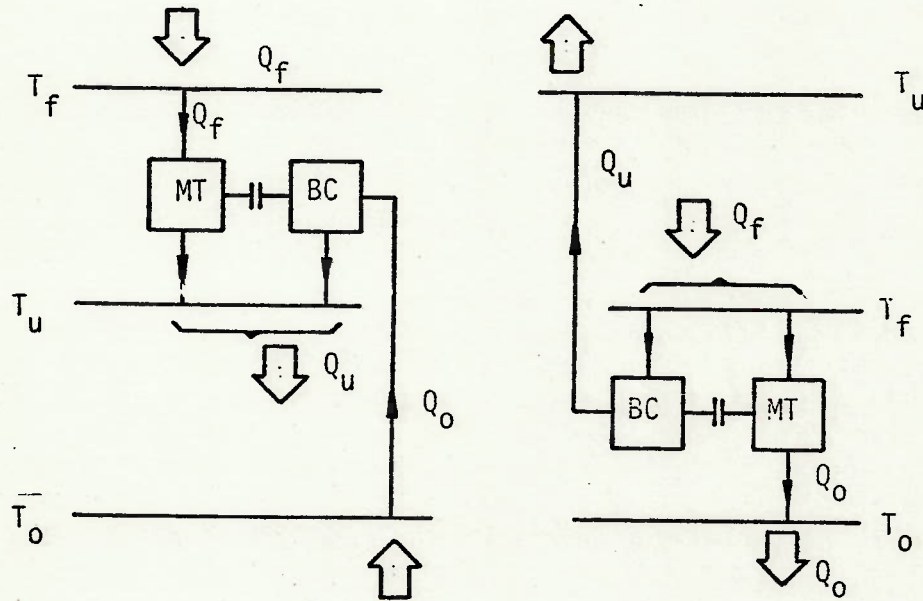 Q_f
T_f
Q_f
MT
BC
T_u
Q_u
Q_o
T_o
T_u
Q_u
Q_f
T_f
BC
MT
Q_o
T_o
Q_o